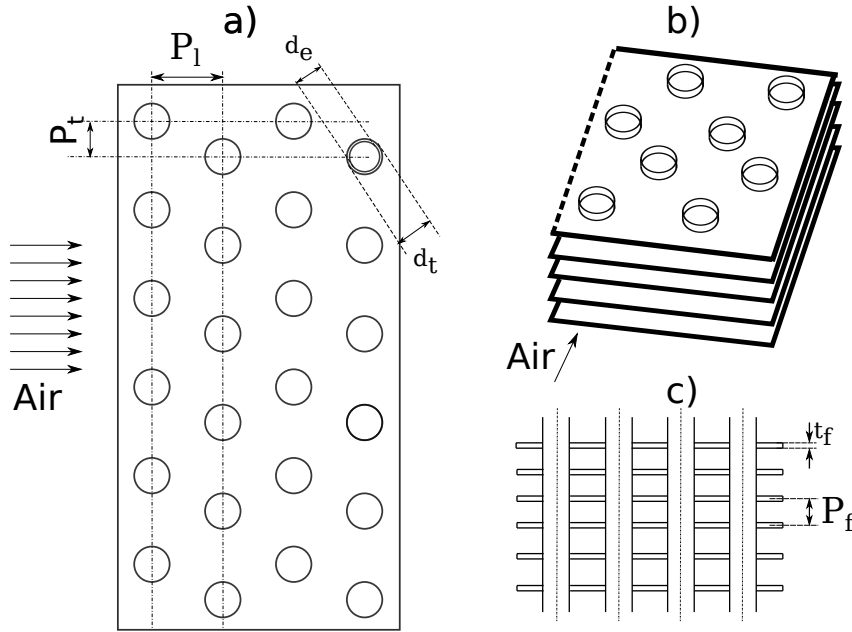 a)
P_l
d_e
P_t
d_t
Air
b)
Air
c)
t_f
P_f